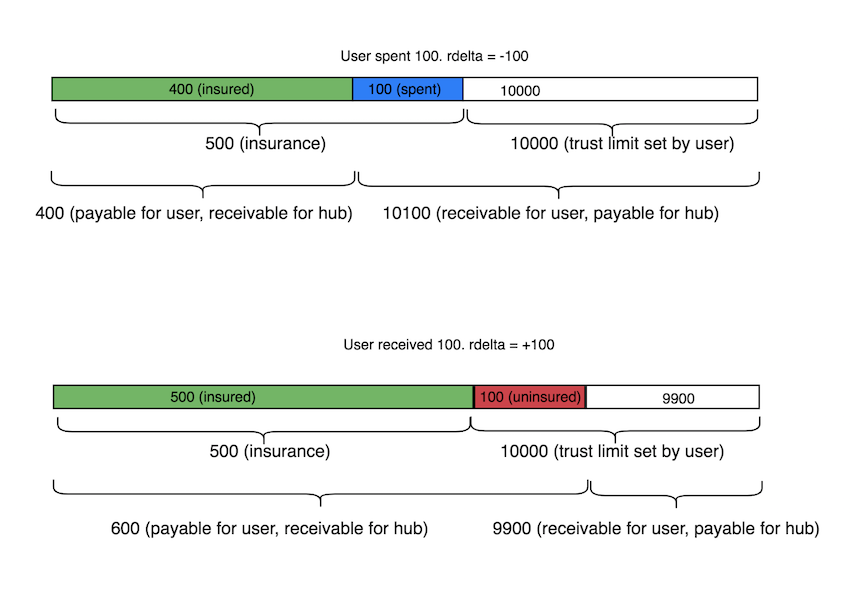 User spent 100. rdelta = -100
400 (insured) 100 (spent) 10000
500 (insurance) 10000 (trust limit set by user)
400 (payable for user, receivable for hub) 10100 (receivable for user, payable for hub)
User received 100. rdelta = +100
500 (insured) 100 (uninsured) 9900
500 (insurance) 10000 (trust limit set by user)
600 (payable for user, receivable for hub) 9900 (receivable for user, payable for hub)